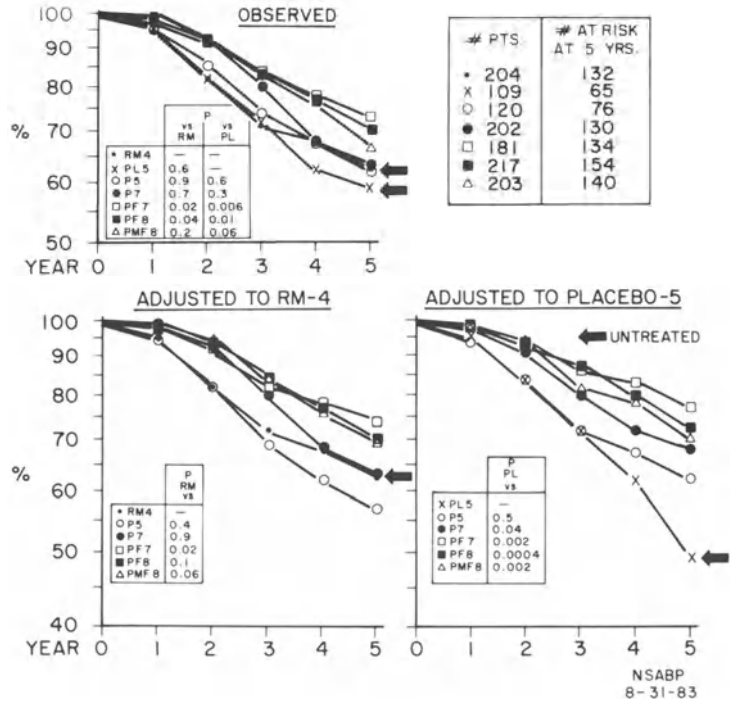 OBSERVED
100
90
80
70
60
50
%
P
vs RM
vs PL
• RM4 — —
X PL5 0.6 —
○ P5 0.9 0.6
● P7 0.7 0.3
□ PF7 0.02 0.006
■ PF8 0.04 0.01
△ PMF8 0.2 0.06
YEAR 0 1 2 3 4 5
# PTS # AT RISK AT 5 YRS.
• 204 132
X 109 65
○ 120 76
● 202 130
□ 181 134
■ 217 154
△ 203 140
ADJUSTED TO RM-4
100
90
80
70
60
50
40
%
P
RM
vs
• RM4 —
○ P5 0.4
● P7 0.9
□ PF7 0.02
■ PF8 0.1
△ PMF8 0.06
YEAR 0 1 2 3 4 5
ADJUSTED TO PLACEBO-5
UNTREATED
100
90
80
70
60
50
40
%
P
PL
vs
X PL5 —
○ P5 0.5
● P7 0.04
□ PF7 0.002
■ PF8 0.0004
△ PMF8 0.002
YEAR 0 1 2 3 4 5
NSABP
8-31-83